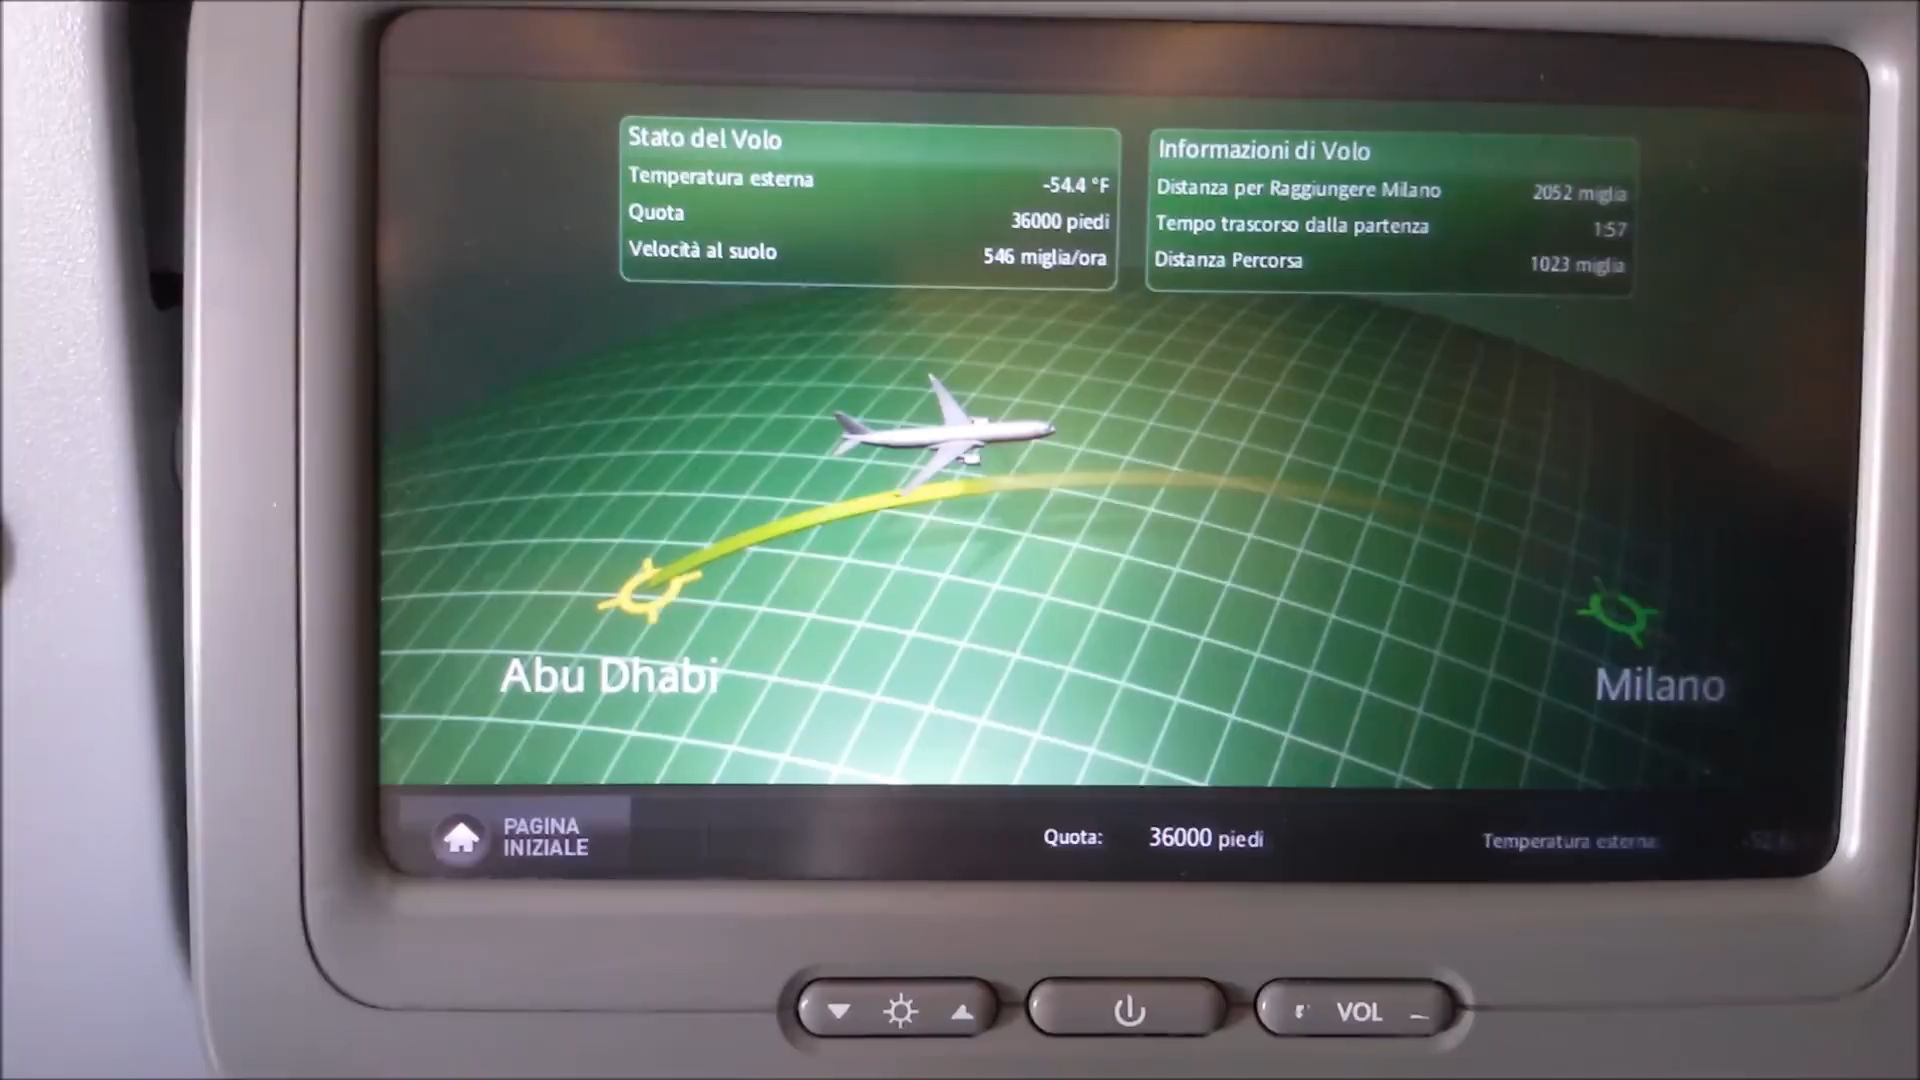 Stato del Volo
Temperatura esterna -54.4 °F
Quota 36000 piedi
Velocità al suolo 546 miglia/ora
Informazioni di Volo
Distanza per Raggiungere Milano 2052 miglia
Tempo trascorso dalla partenza 1:57
Distanza Percorsa 1023 miglia
Abu Dhabi
Milano
PAGINA
INIZIALE
Quota: 36000 piedi
Temperatura esterna:
VOL